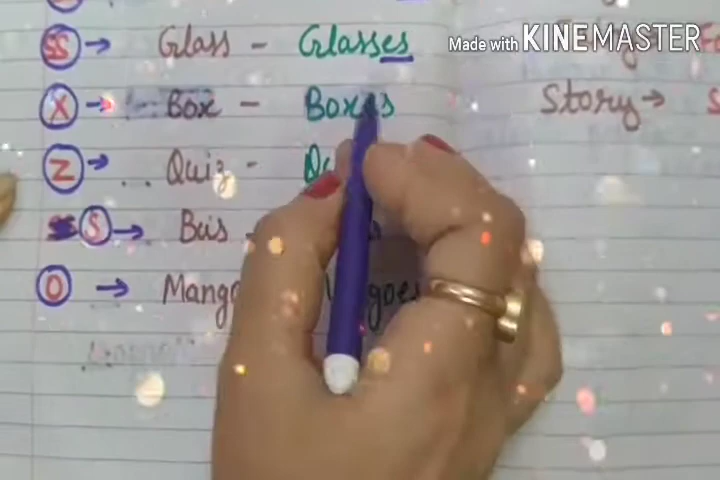 Made with KINEMASTER
SS → Glass - Glasses
X → Box - Boxes
Z → Quiz -
S → Bus -
O → Mango
Story →